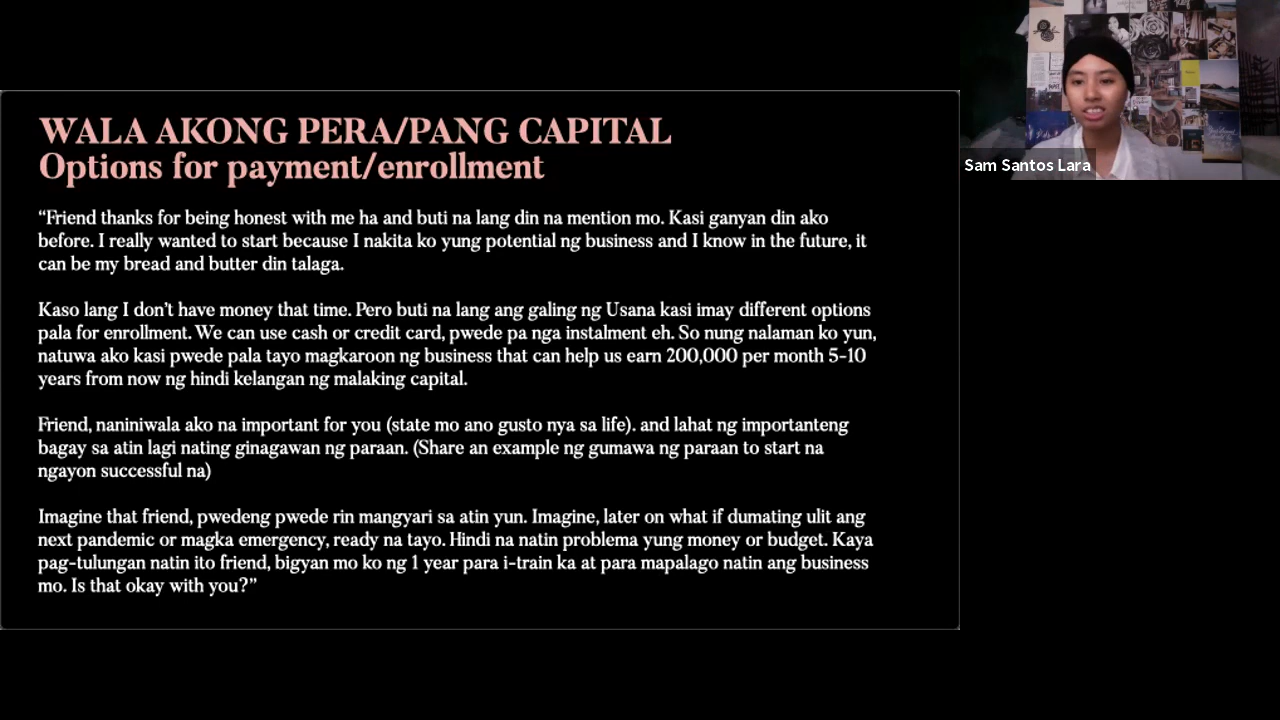 WALA AKONG PERA/PANG CAPITAL
Options for payment/enrollment
“Friend thanks for being honest with me ha and buti na lang din na mention mo. Kasi ganyan din ako
before. I really wanted to start because I nakita ko yung potential ng business and I know in the future, it
can be my bread and butter din talaga.
Kaso lang I don’t have money that time. Pero buti na lang ang galing ng Usana kasi imay different options
pala for enrollment. We can use cash or credit card, pwede pa nga instalment eh. So nung nalaman ko yun,
natuwa ako kasi pwede pala tayo magkaroon ng business that can help us earn 200,000 per month 5-10
years from now ng hindi kelangan ng malaking capital.
Friend, naniniwala ako na important for you (state mo ano gusto nya sa life). and lahat ng importanteng
bagay sa atin lagi nating ginagawan ng paraan. (Share an example ng gumawa ng paraan to start na
ngayon successful na)
Imagine that friend, pwedeng pwede rin mangyari sa atin yun. Imagine, later on what if dumating ulit ang
next pandemic or magka emergency, ready na tayo. Hindi na natin problema yung money or budget. Kaya
pag-tulungan natin ito friend, bigyan mo ko ng 1 year para i-train ka at para mapalago natin ang business
mo. Is that okay with you?”
Sam Santos Lara